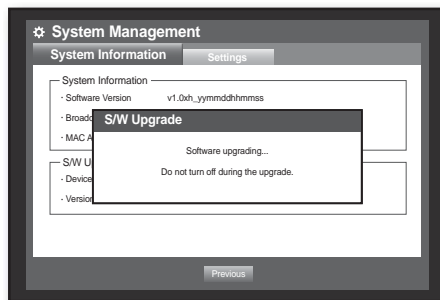 System Management
System Information
Settings
System Information
· Software Version v1.0xh_yymmddhhmmss
· Broadc
· MAC A
S/W Upgrade
Software upgrading...
Do not turn off during the upgrade.
S/W U
· Device
· Version
Previous